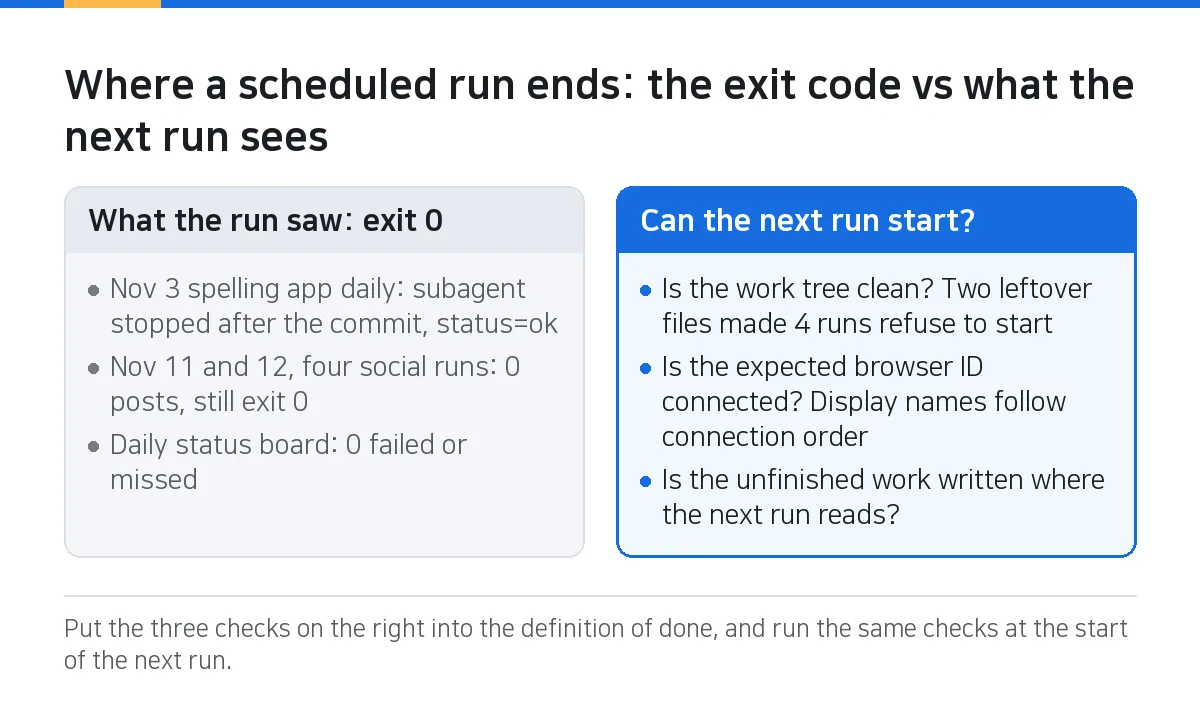 Where a scheduled run ends: the exit code vs what the
next run sees
What the run saw: exit 0
Nov 3 spelling app daily: subagent
stopped after the commit, status=ok
Nov 11 and 12, four social runs: 0
posts, still exit 0
Daily status board: 0 failed or
missed
Can the next run start?
Is the work tree clean? Two leftover
files made 4 runs refuse to start
Is the expected browser ID
connected? Display names follow
connection order
Is the unfinished work written where
the next run reads?
Put the three checks on the right into the definition of done, and run the same checks at the start
of the next run.